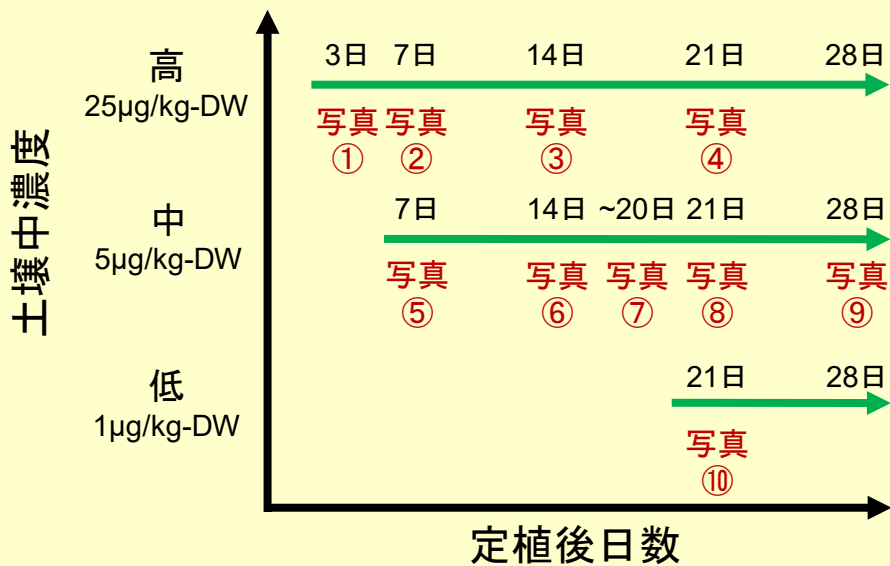 土壌中濃度
高
25μg/kg-DW
3日 7日 14日 21日 28日
写真 写真 写真 写真
① ② ③ ④
中
5μg/kg-DW
7日 14日 ~20日 21日 28日
写真 写真 写真 写真 写真
⑤ ⑥ ⑦ ⑧ ⑨
低
1μg/kg-DW
21日 28日
写真
⑩
定植後日数